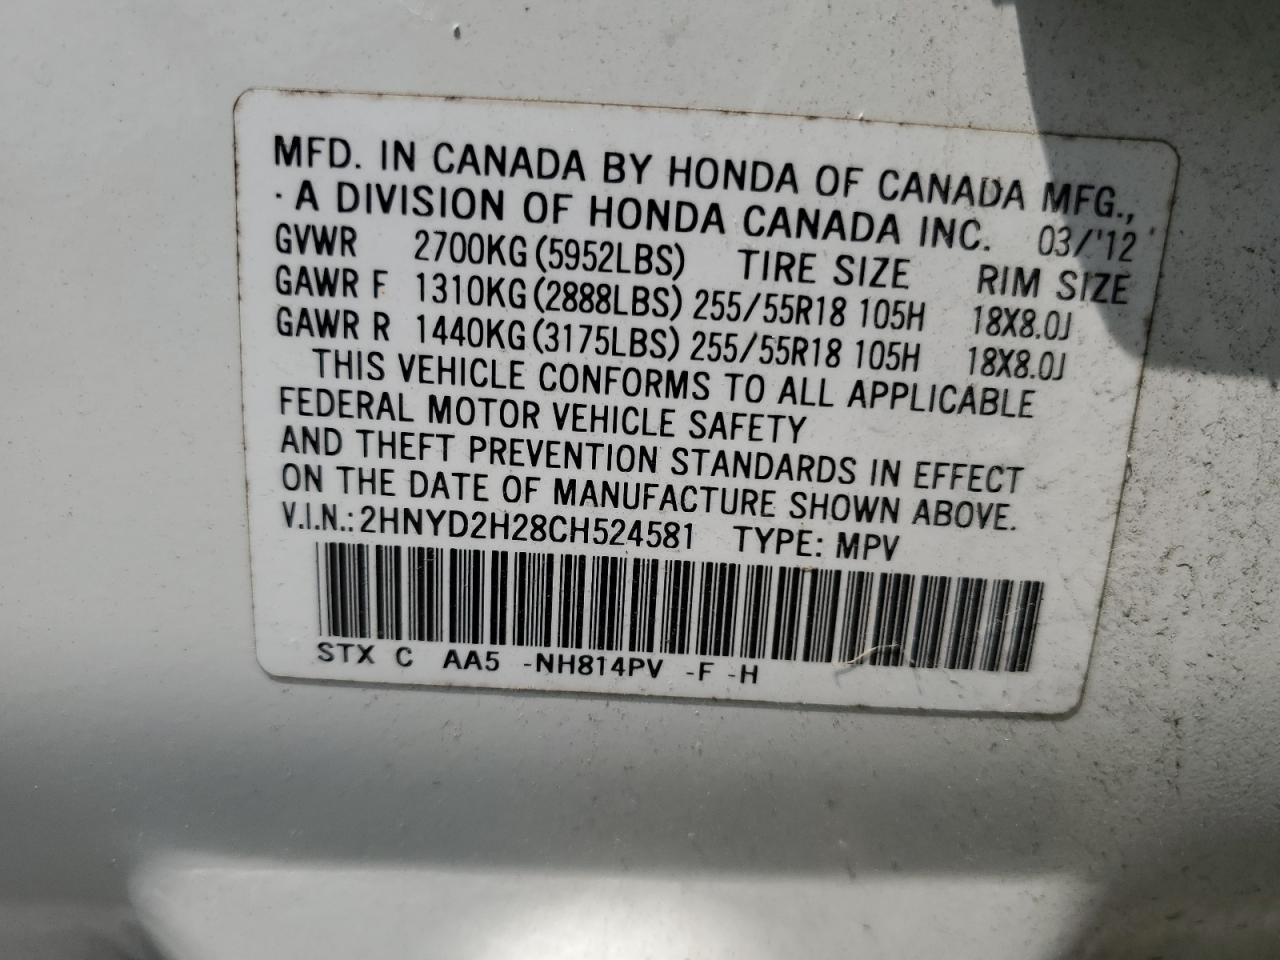 MFD. IN CANADA BY HONDA OF CANADA MFG.,
· A DIVISION OF HONDA CANADA INC. 03/'12
GVWR 2700KG (5952LBS) TIRE SIZE RIM SIZE
GAWR F 1310KG (2888LBS) 255/55R18 105H 18X8.0J
GAWR R 1440KG (3175LBS) 255/55R18 105H 18X8.0J
THIS VEHICLE CONFORMS TO ALL APPLICABLE
FEDERAL MOTOR VEHICLE SAFETY
AND THEFT PREVENTION STANDARDS IN EFFECT
ON THE DATE OF MANUFACTURE SHOWN ABOVE.
V.I.N.: 2HNYD2H28CH524581 TYPE: MPV
STX C AA5 -NH814PV -F -H